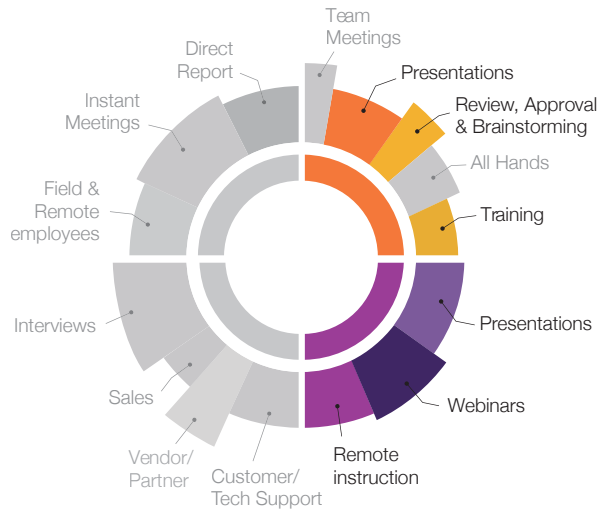 Team
Meetings
Presentations
Review, Approval
& Brainstorming
All Hands
Training
Presentations
Webinars
Remote
instruction
Customer/
Tech Support
Vendor/
Partner
Sales
Interviews
Field &
Remote
employees
Instant
Meetings
Direct
Report